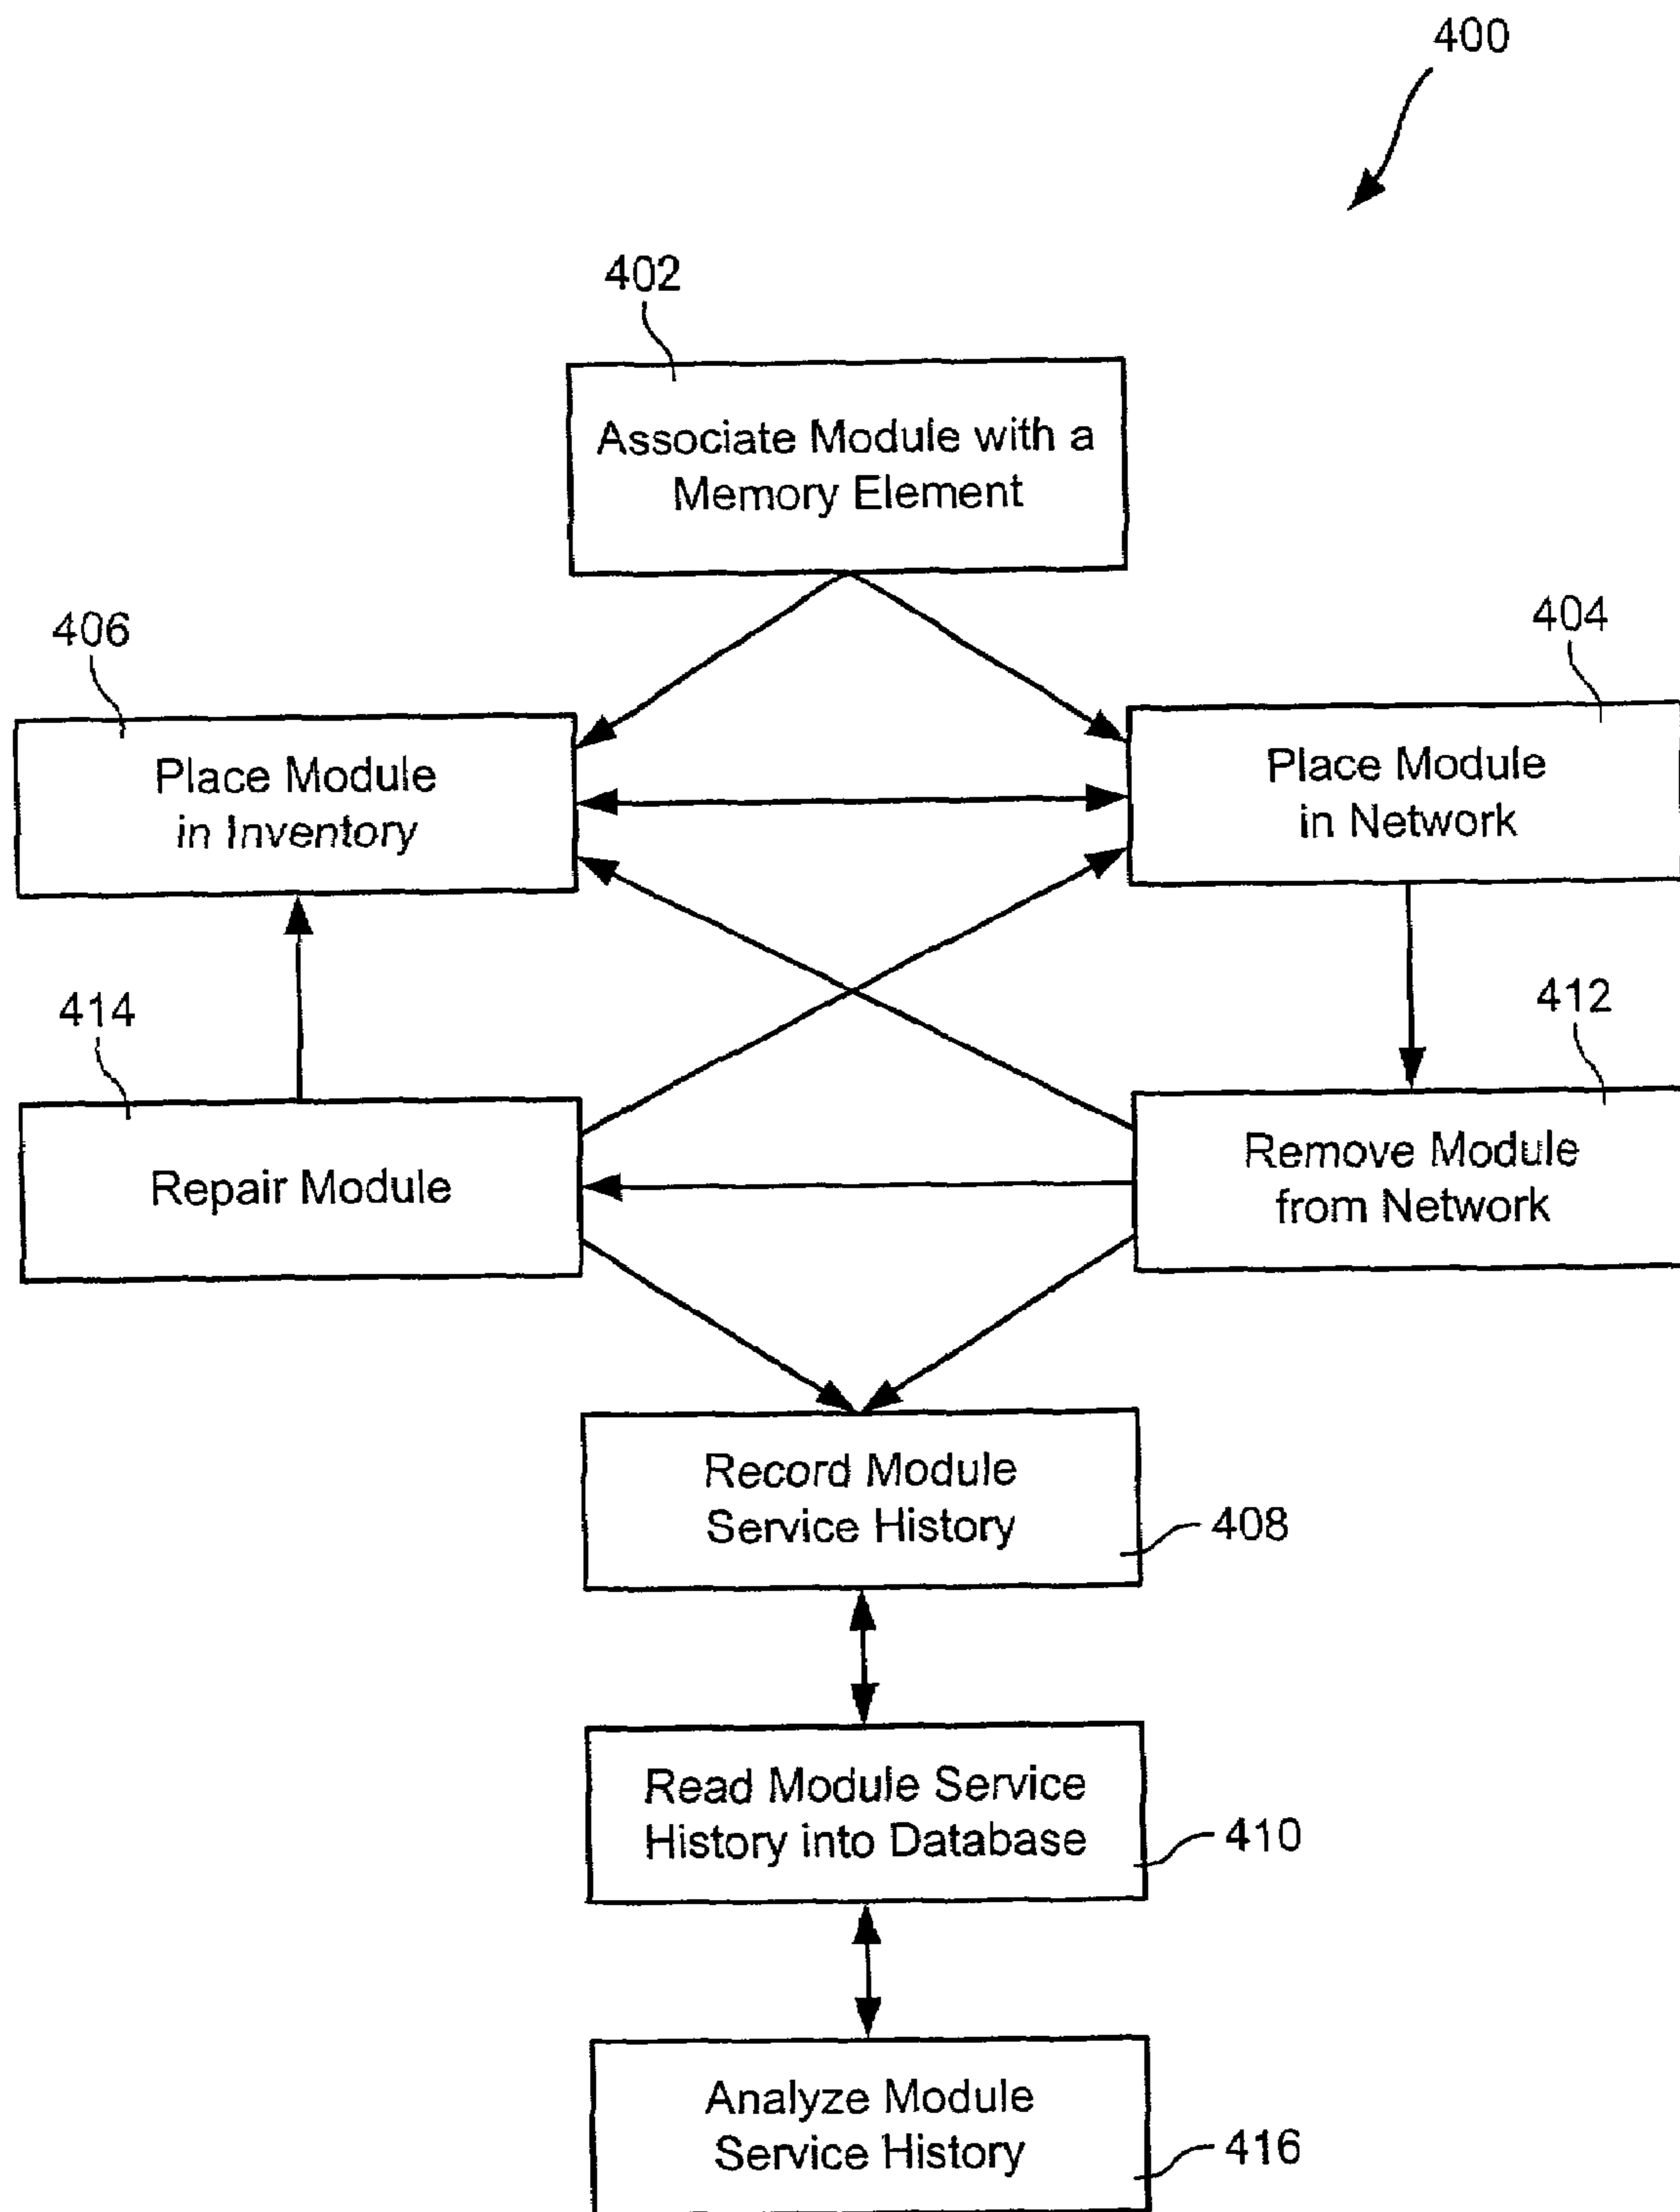 400
402
Associate Module with a
Memory Element
406
404
Place Module
in Inventory
Place Module
in Network
414
412
Repair Module
Remove Module
from Network
Record Module
Service History
408
Read Module Service
History into Database
410
Analyze Module
Service History
416